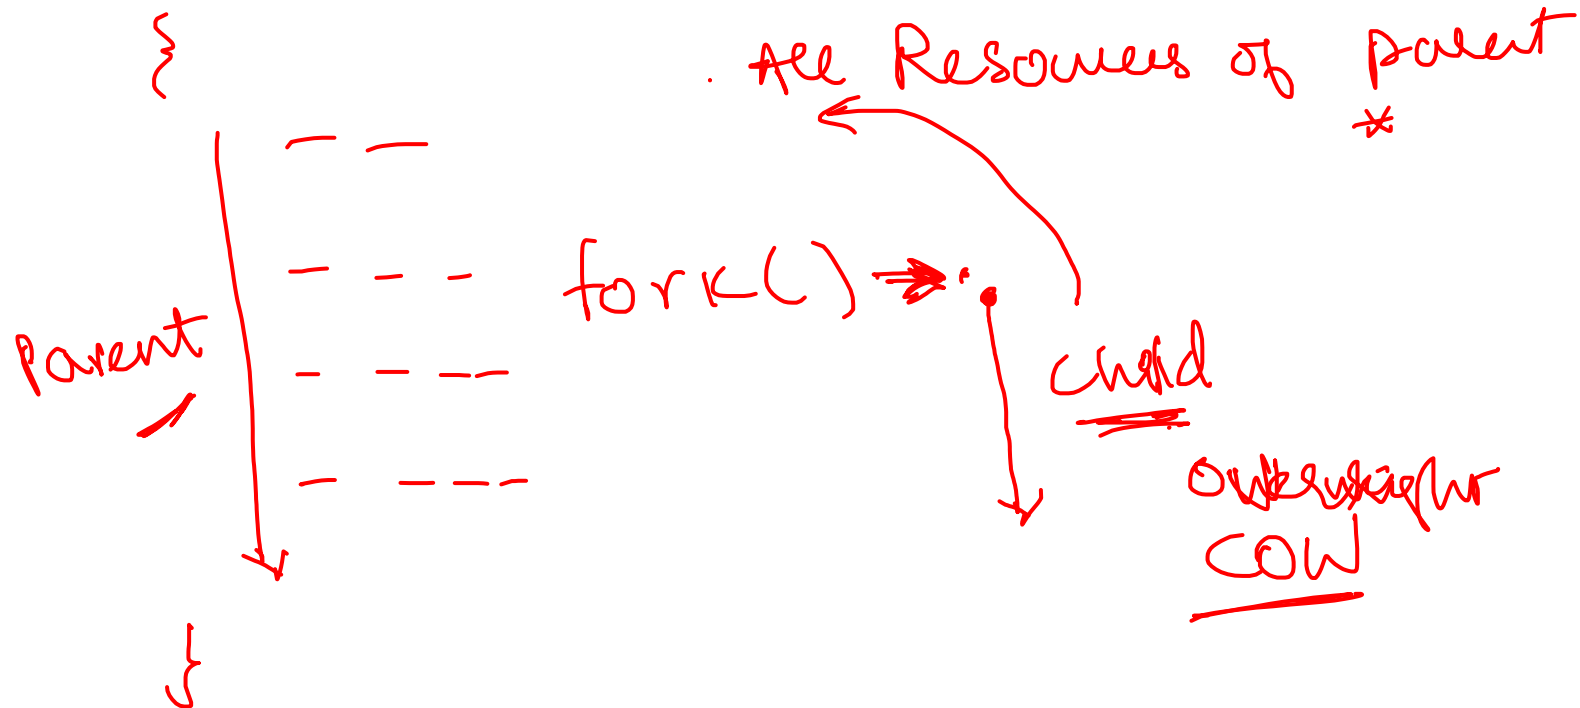 {
. All Resources of parent
*
fork()
Parent
Child
COW
}